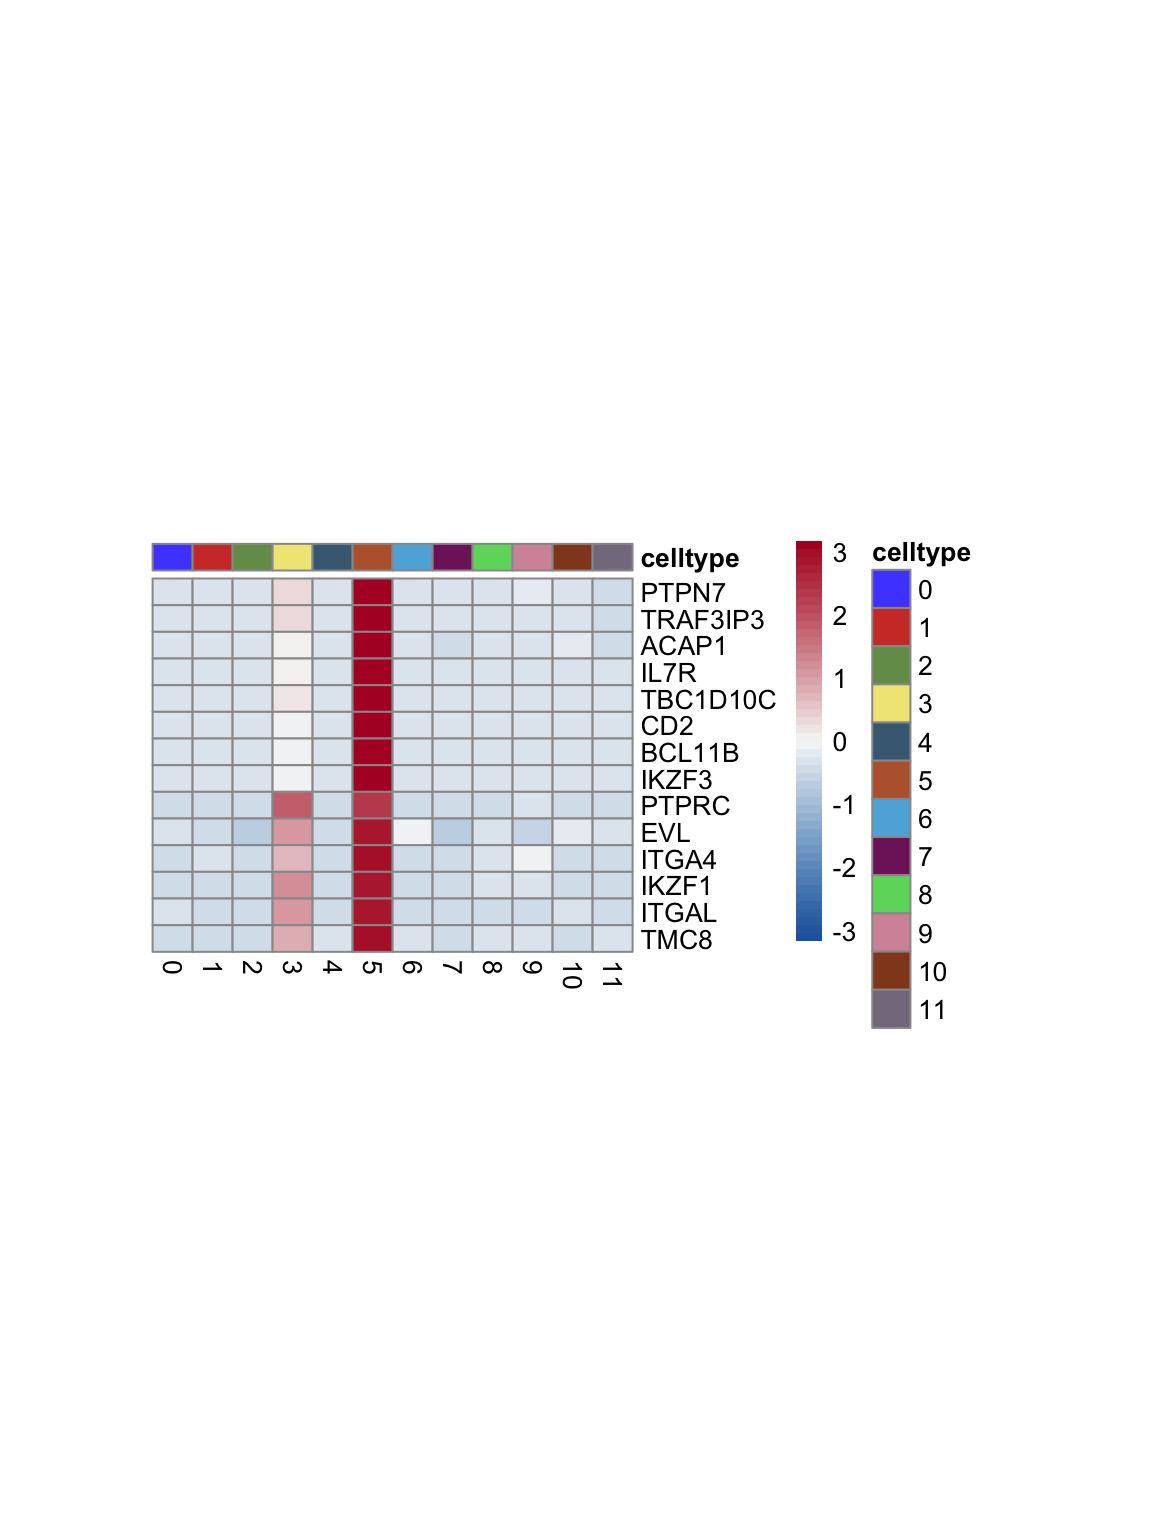 celltype
PTPN7
TRAF3IP3
ACAP1
IL7R
TBC1D10C
CD2
BCL11B
IKZF3
PTPRC
EVL
ITGA4
IKZF1
ITGAL
TMC8
0 1 2 3 4 5 6 7 8 9 10 11
3
2
1
0
-1
-2
-3
celltype
0
1
2
3
4
5
6
7
8
9
10
11